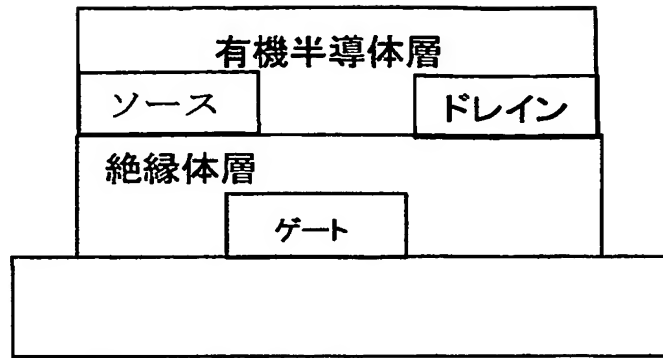 有機半導体層
ソース
ドレイン
絶縁体層
ゲート